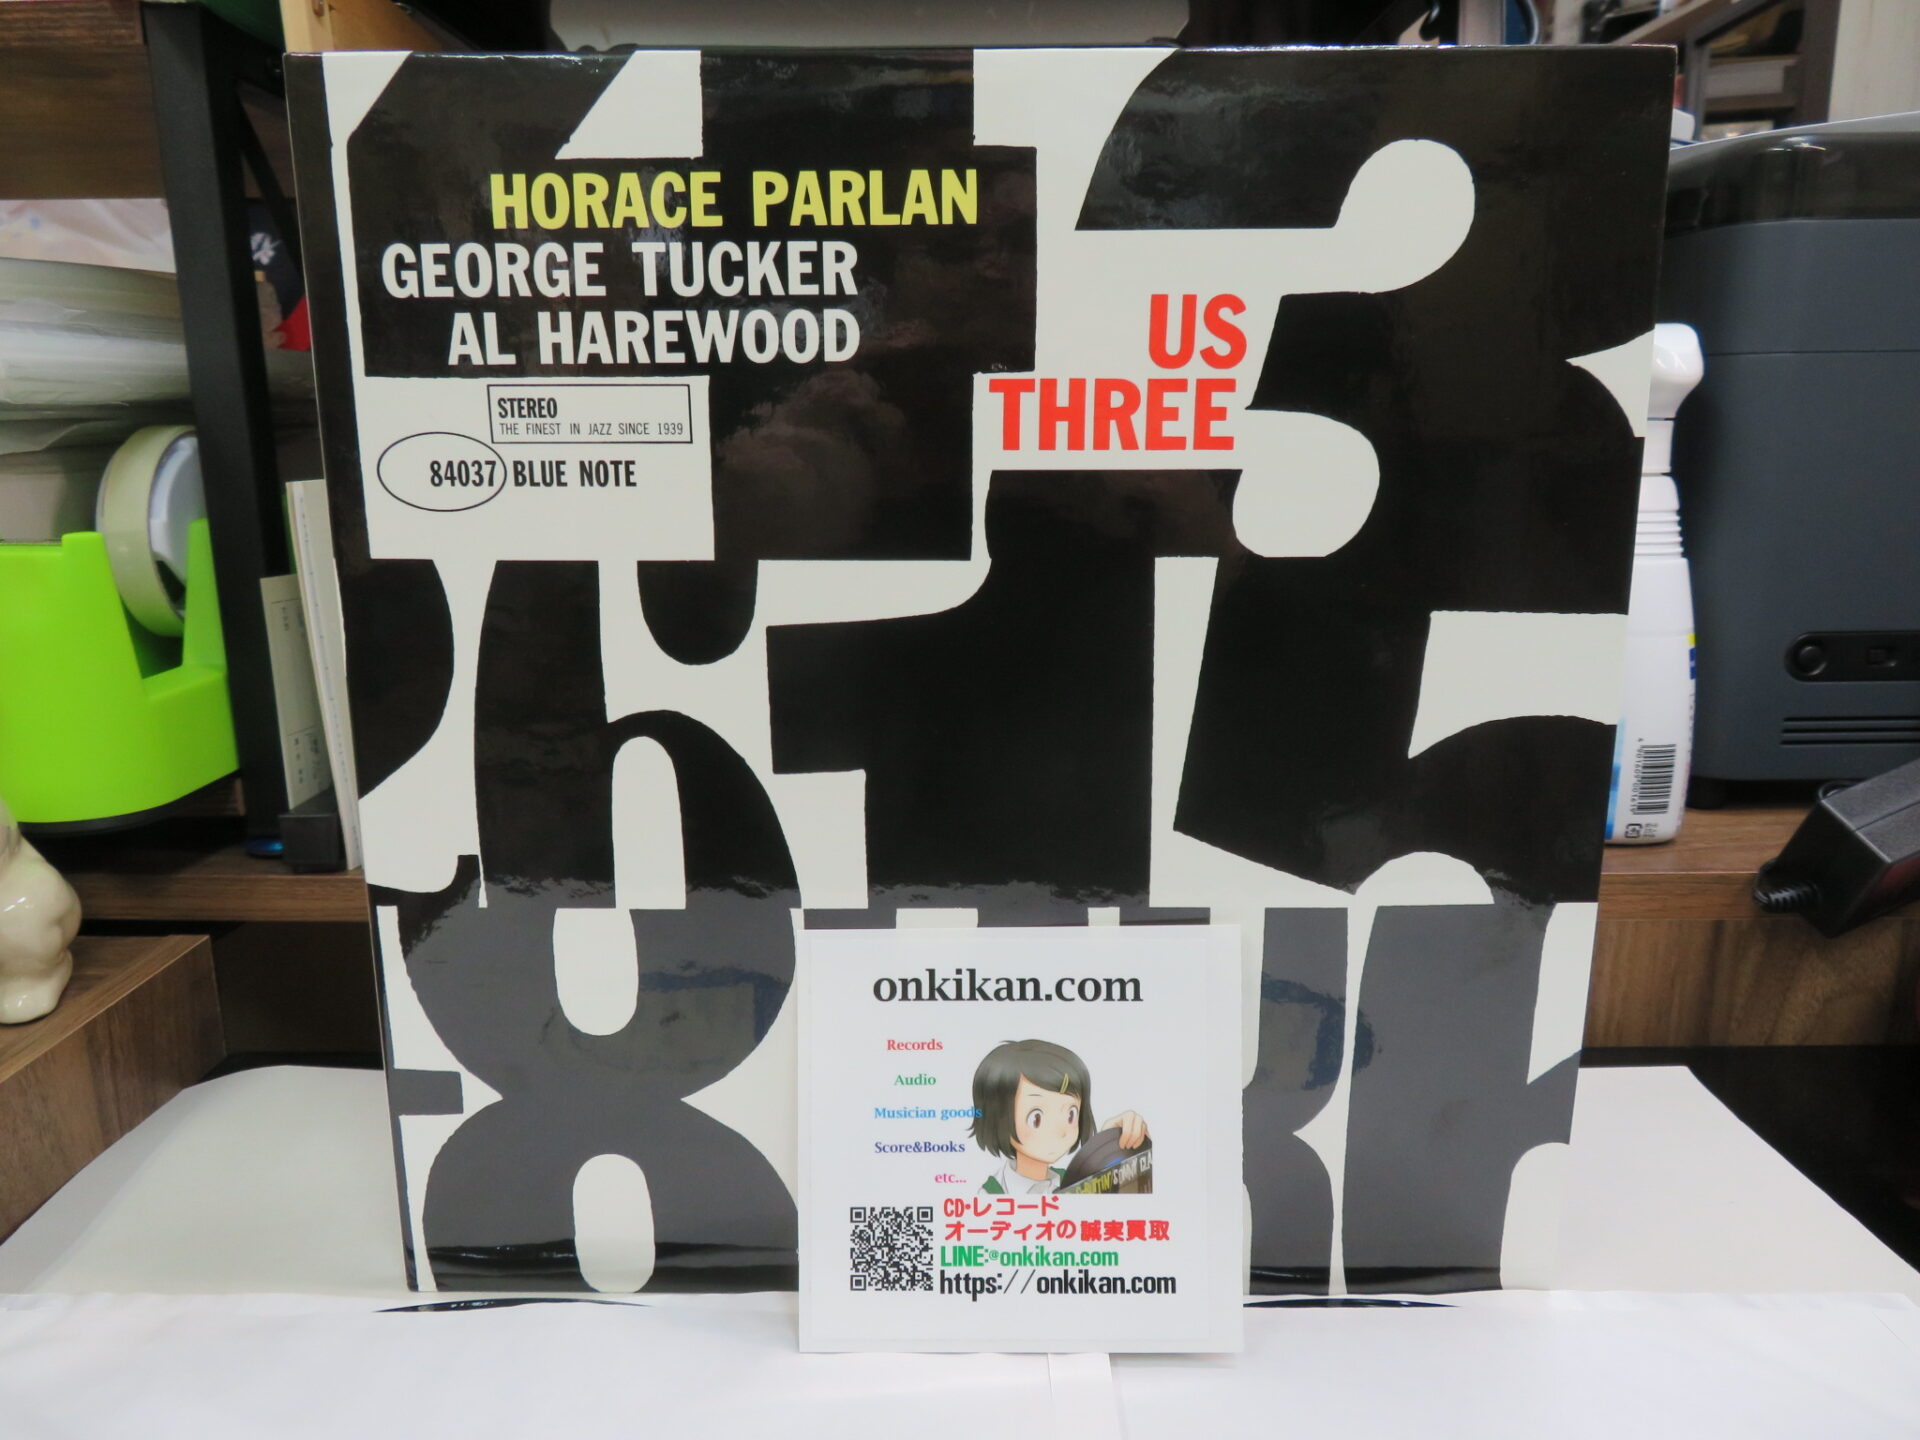 HORACE PARLAN
GEORGE TUCKER
AL HAREWOOD
US
THREE
STEREO
THE FINEST IN JAZZ SINCE 1939
84037 BLUE NOTE
onkikan.com
Records
Audio
Musician goods
Score&Books
etc...
CD・レコード
オーディオの誠実買取
LINE:@onkikan.com
https://onkikan.com